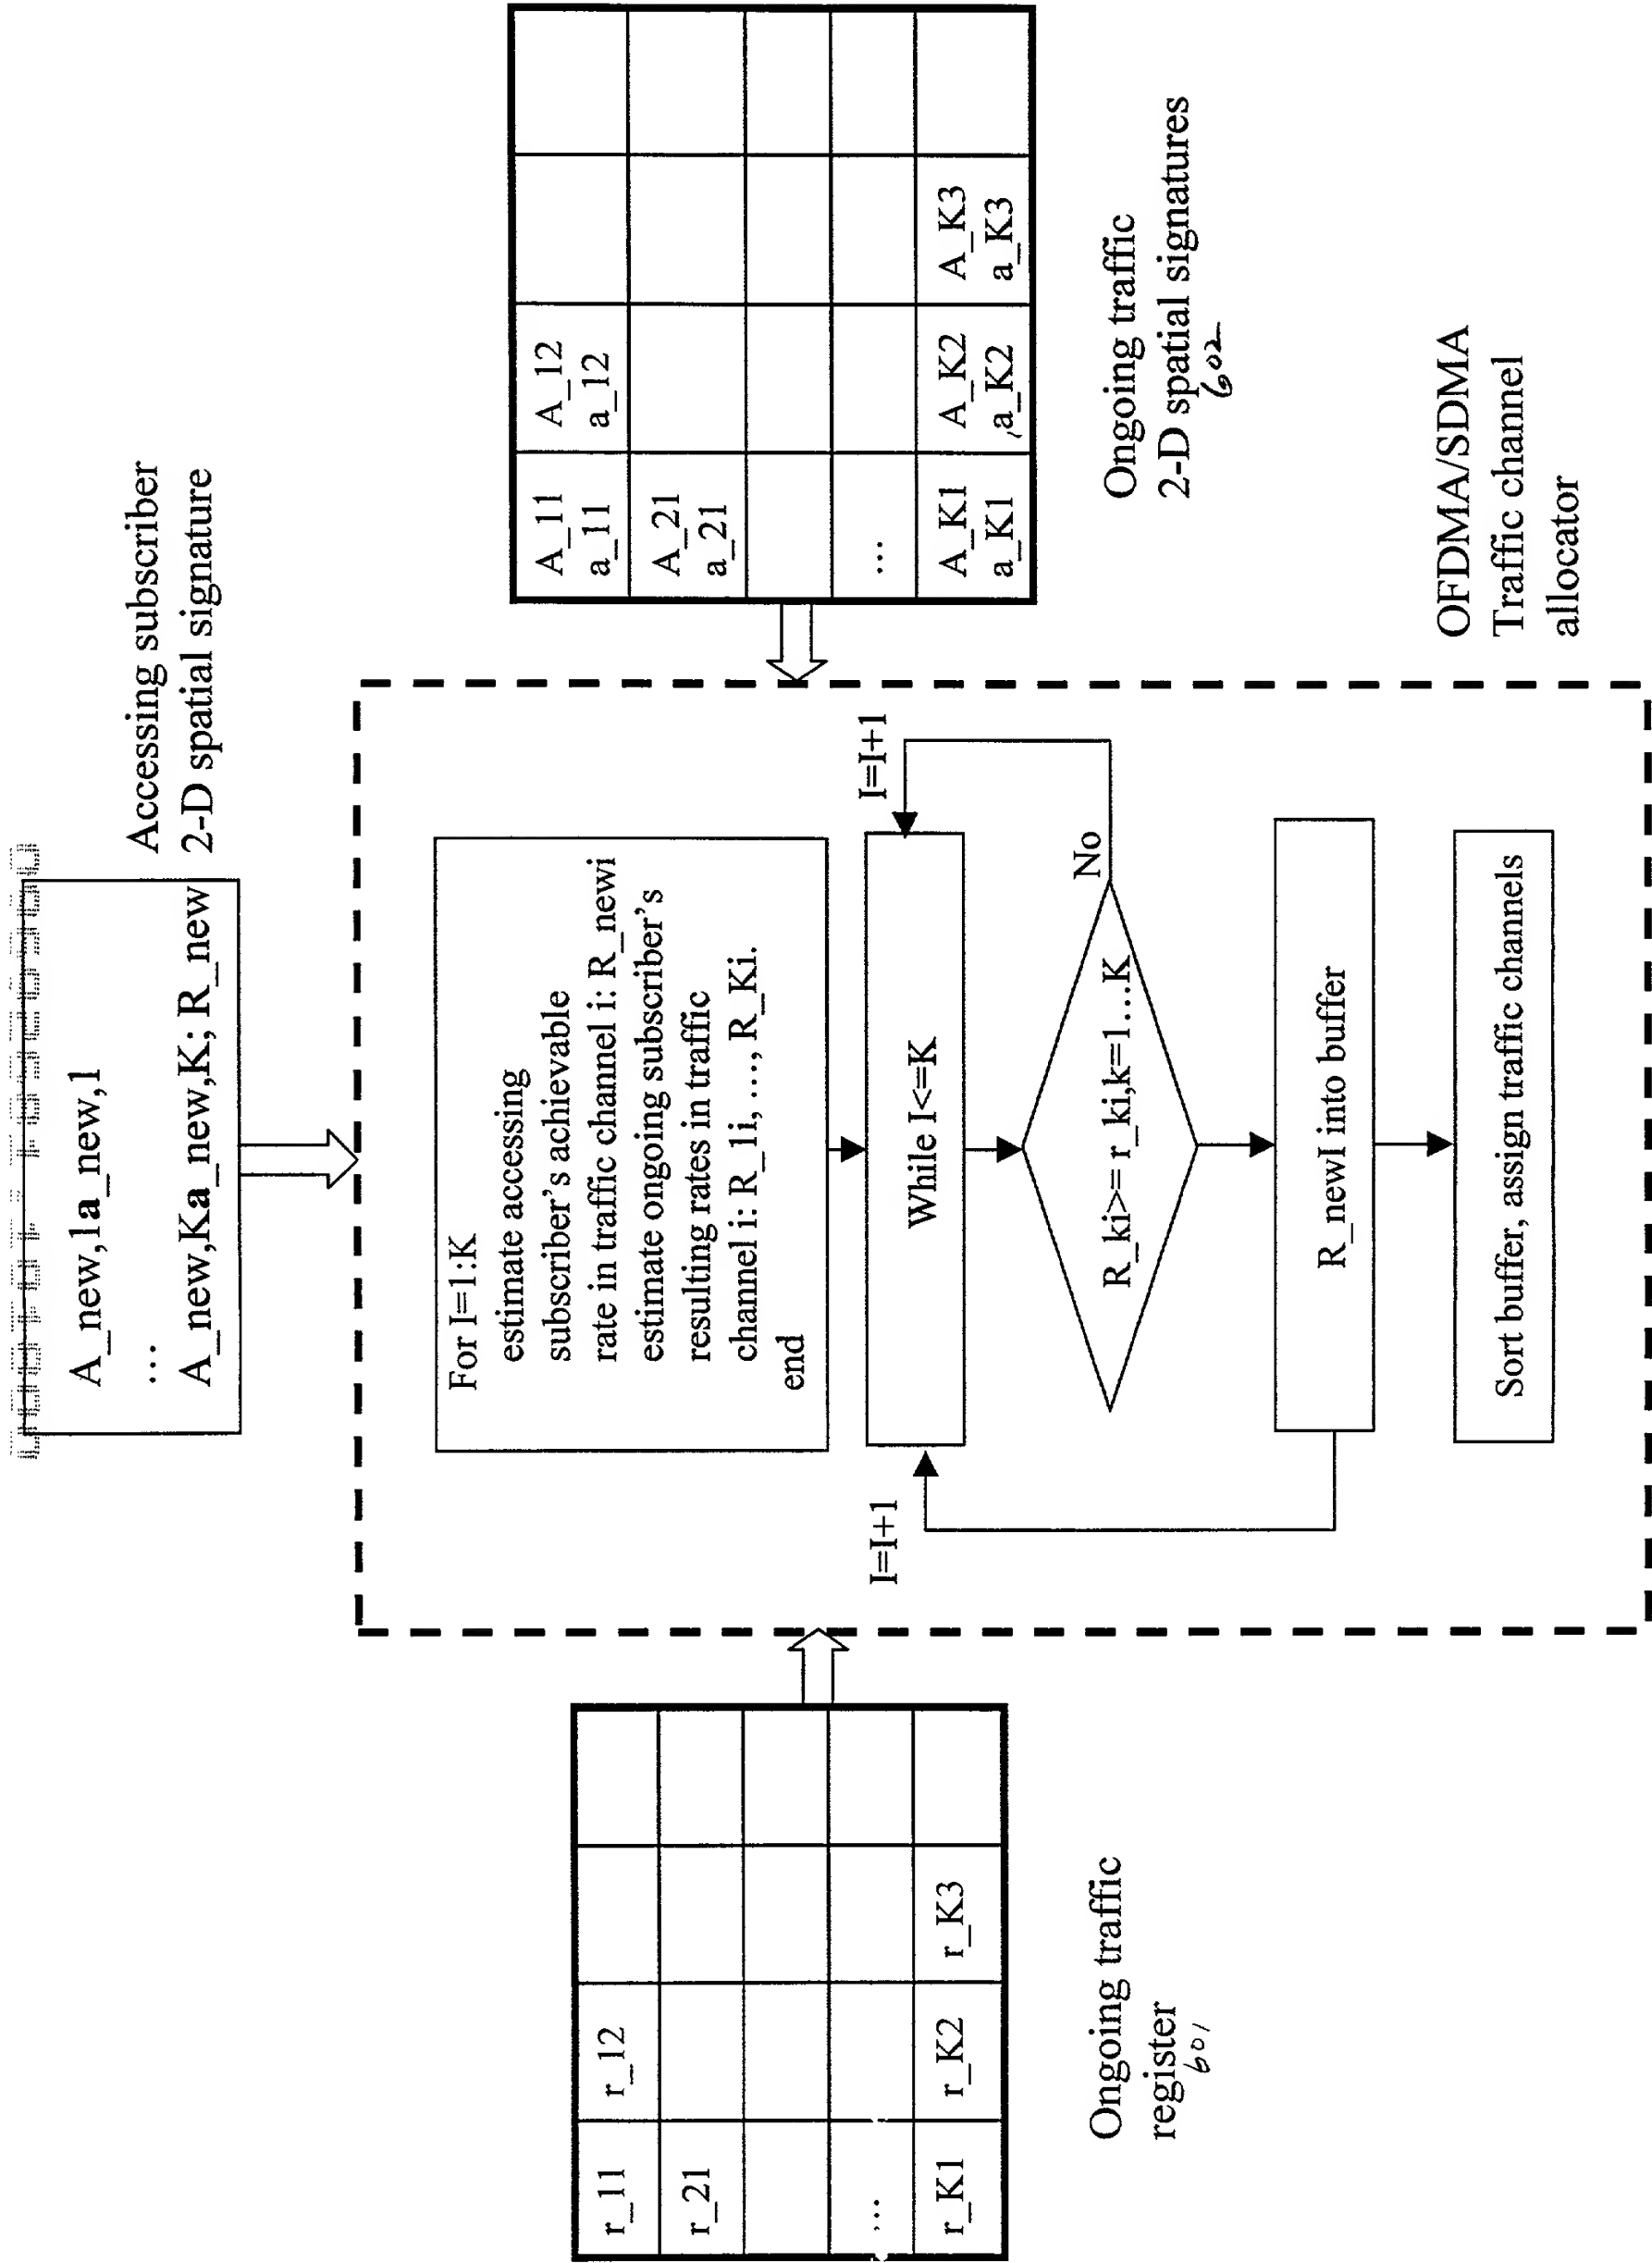 A_new,1a_new,1
...
A_new,Ka_new,K; R_new
Accessing subscriber
2-D spatial signature
r_11 r_12
r_21
...
r_K1 r_K2 r_K3
Ongoing traffic
register
601
For I=1:K
estimate accessing
subscriber's achievable
rate in traffic channel i: R_newi
estimate ongoing subscriber's
resulting rates in traffic
channel i: R_1i, ..., R_Ki.
end
I=I+1
While I<=K
I=I+1
R_ki>= r_ki,k=1...K
No
R_newI into buffer
Sort buffer, assign traffic channels
A_11 A_12
a_11 a_12
A_21
a_21
...
A_K1 A_K2 A_K3
a_K1 ,a_K2 a_K3
Ongoing traffic
2-D spatial signatures
602
OFDMA/SDMA
Traffic channel
allocator